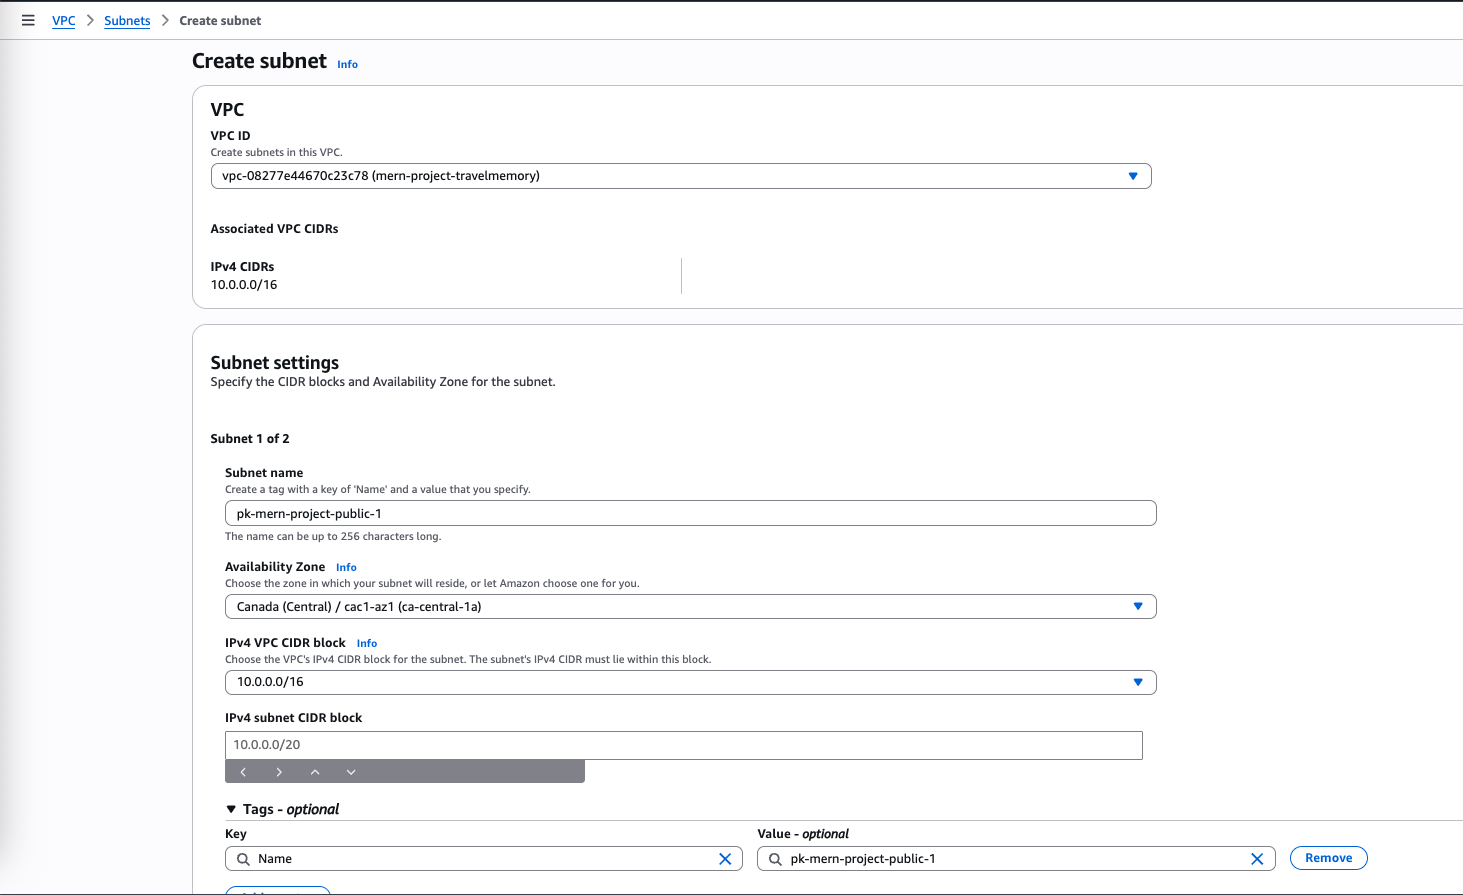 VPC > Subnets > Create subnet
Create subnet Info
VPC
VPC ID
Create subnets in this VPC.
vpc-08277e44670c23c78 (mern-project-travelmemory)
Associated VPC CIDRs
IPv4 CIDRs
10.0.0.0/16
Subnet settings
Specify the CIDR blocks and Availability Zone for the subnet.
Subnet 1 of 2
Subnet name
Create a tag with a key of 'Name' and a value that you specify.
pk-mern-project-public-1
The name can be up to 256 characters long.
Availability Zone Info
Choose the zone in which your subnet will reside, or let Amazon choose one for you.
Canada (Central) / cac1-az1 (ca-central-1a)
IPv4 VPC CIDR block Info
Choose the VPC's IPv4 CIDR block for the subnet. The subnet's IPv4 CIDR must lie within this block.
10.0.0.0/16
IPv4 subnet CIDR block
10.0.0.0/20
Tags - optional
Key Value - optional
Name pk-mern-project-public-1 Remove